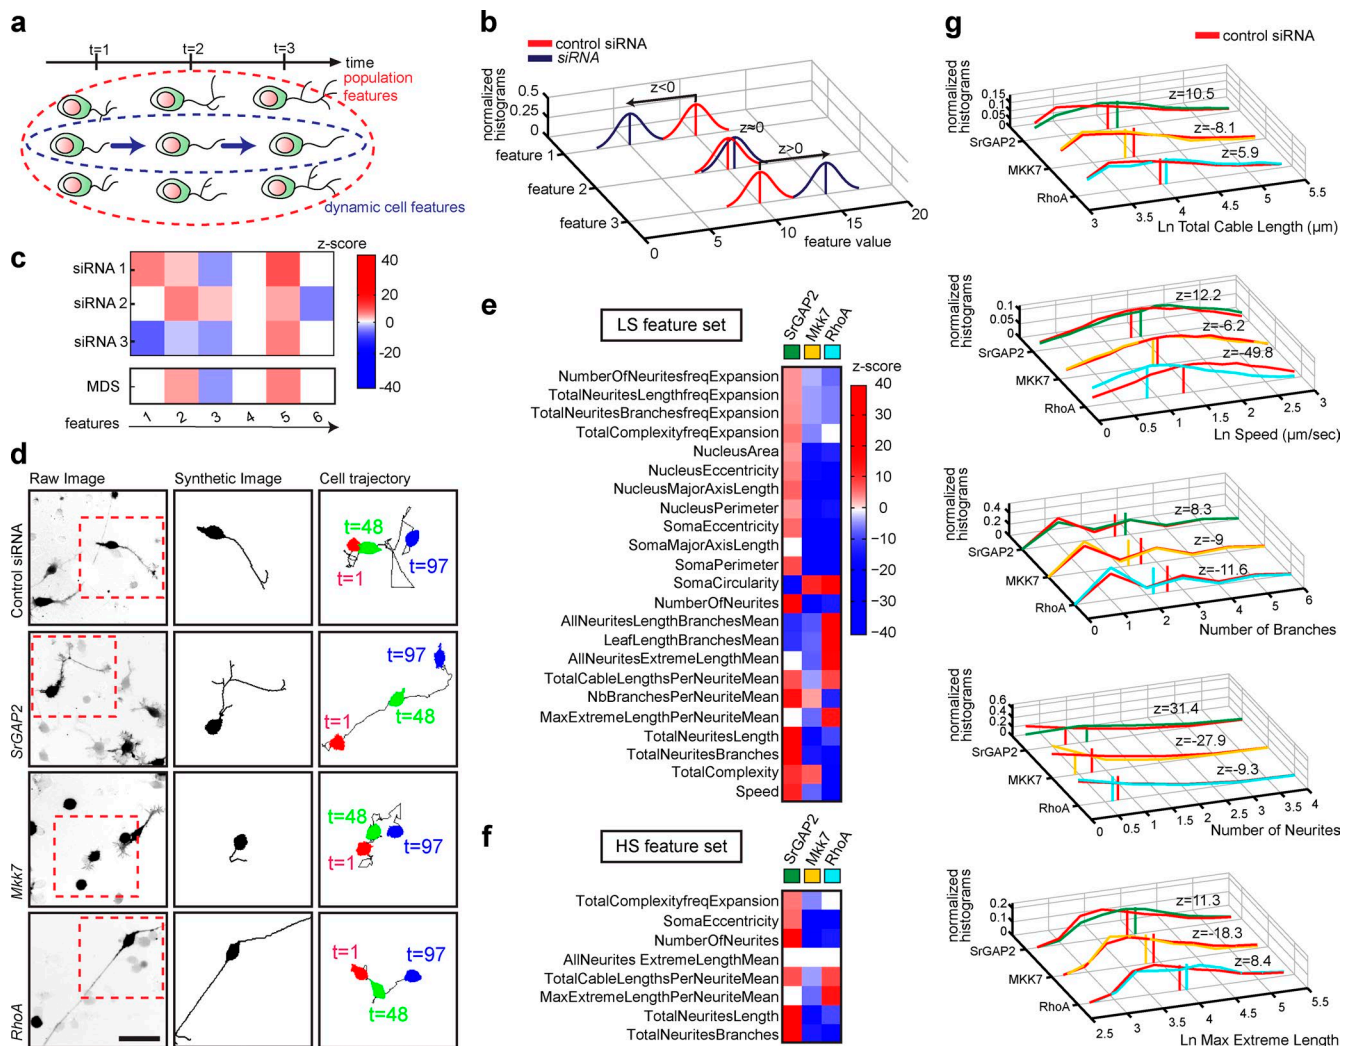 a
t=1
t=2
t=3
time
population
features
dynamic cell features
b
control siRNA
siRNA
normalized
histograms
0.5
0.25
0
z<0
z≈0
z>0
feature 1
feature 2
feature 3
0
5
10
15
20
feature value
c
z-score
siRNA 1
siRNA 2
siRNA 3
MDS
features
1
2
3
4
5
6
40
20
0
-20
-40
d
Raw Image
Synthetic Image
Cell trajectory
Control siRNA
t=48
t=1
t=97
SrGAP2
t=97
t=48
t=1
Mkk7
t=48
t=97
t=1
RhoA
t=1
t=97
t=48
e
LS feature set
SrGAP2
Mkk7
RhoA
z-score
NumberOfNeuritesfreqExpansion
TotalNeuritesLengthfreqExpansion
TotalNeuritesBranchesfreqExpansion
TotalComplexityfreqExpansion
NucleusArea
NucleusEccentricity
NucleusMajorAxisLength
NucleusPerimeter
SomaEccentricity
SomaMajorAxisLength
SomaPerimeter
SomaCircularity
NumberOfNeurites
AllNeuritesLengthBranchesMean
LeafLengthBranchesMean
AllNeuritesExtremeLengthMean
TotalCableLengthsPerNeuriteMean
NbBranchesPerNeuriteMean
MaxExtremeLengthPerNeuriteMean
TotalNeuritesLength
TotalNeuritesBranches
TotalComplexity
Speed
40
30
20
10
0
−10
−20
−30
−40
f
HS feature set
SrGAP2
Mkk7
RhoA
TotalComplexityfreqExpansion
SomaEccentricity
NumberOfNeurites
AllNeurites ExtremeLengthMean
TotalCableLengthsPerNeuriteMean
MaxExtremeLengthPerNeuriteMean
TotalNeuritesLength
TotalNeuritesBranches
g
control siRNA
normalized
histograms
0.15
0.1
0.05
0
z=10.5
z=-8.1
z=5.9
SrGAP2
MKK7
RhoA
3
3.5
4
4.5
5
5.5
Ln Total Cable Length (µm)
normalized
histograms
0.1
0.05
0
z=12.2
z=-6.2
z=-49.8
SrGAP2
MKK7
RhoA
0
0.5
1
1.5
2
2.5
3
Ln Speed (µm/sec)
normalized
histograms
0.4
0.2
0
z=8.3
z=-9
z=-11.6
SrGAP2
MKK7
RhoA
0
1
2
3
4
5
6
Number of Branches
normalized
histograms
0.6
0.4
0.2
0
z=31.4
z=-27.9
z=-9.3
SrGAP2
MKK7
RhoA
0
0.5
1
1.5
2
2.5
3
3.5
4
Number of Neurites
normalized
histograms
0.2
0.1
0
z=11.3
z=-18.3
z=8.4
SrGAP2
MKK7
RhoA
2.5
3
3.5
4
4.5
5
5.5
Ln Max Extreme Length